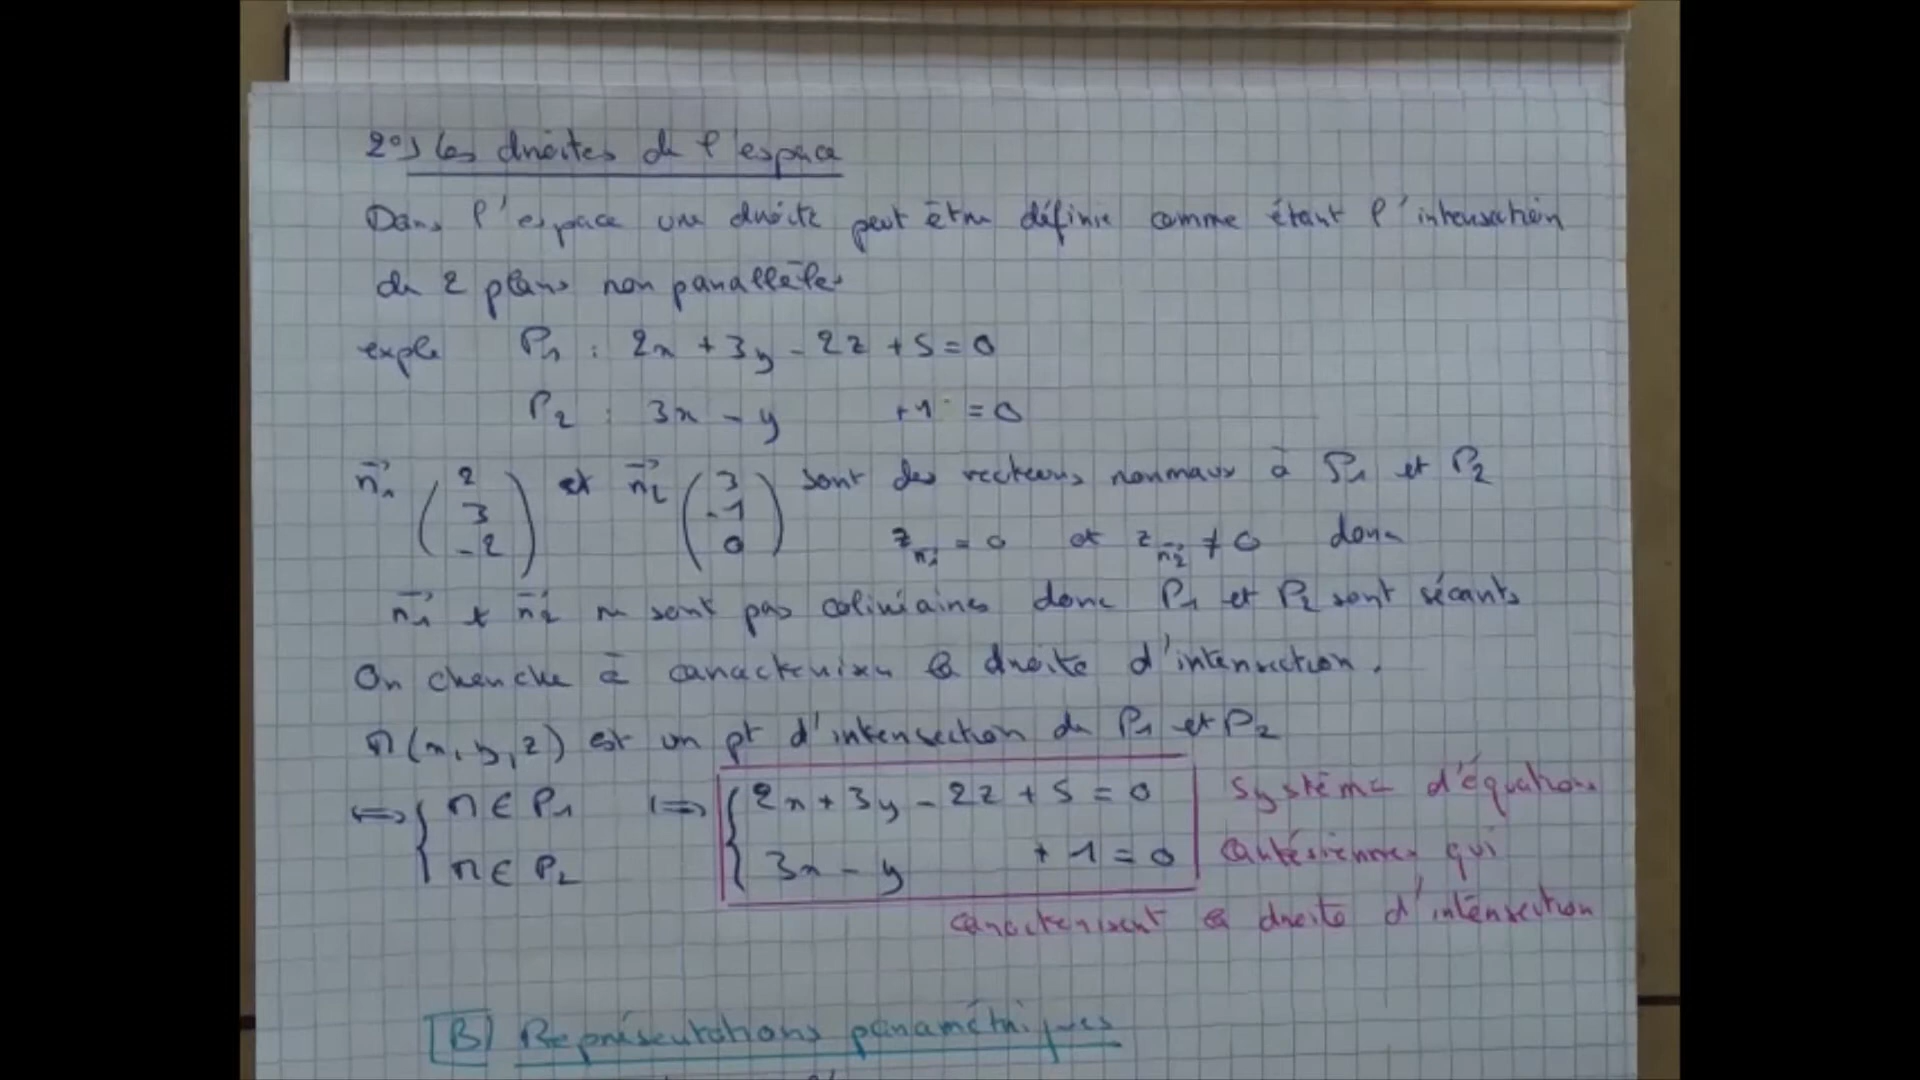 2°) les droites de l'espace
Dans l'espace une droite peut être définie comme étant l'intersection
de 2 plans non parallèles
exple P₁ : 2x + 3y - 2z + 5 = 0
P₂ : 3x - y + 1 = 0
n₁→ (2 3 -2) et n₂→ (3 -1 0) sont des vecteurs normaux à P₁ et P₂
z n₁→ = 0 et z n₂→ ≠ 0 donc
n₁→ et n₂→ ne sont pas coliniaires donc P₁ et P₂ sont sécants
On cherche à caracteriser la droite d'intersection.
M(x, y, z) est un pt d'intersection de P₁ et P₂
⟺ { M ∈ P₁ ⟺ { 2x + 3y - 2z + 5 = 0 Système d'équations
M ∈ P₂ 3x - y + 1 = 0 cartésiennes qui
caracterisent la droite d'intersection
B) Représentations paramétriques